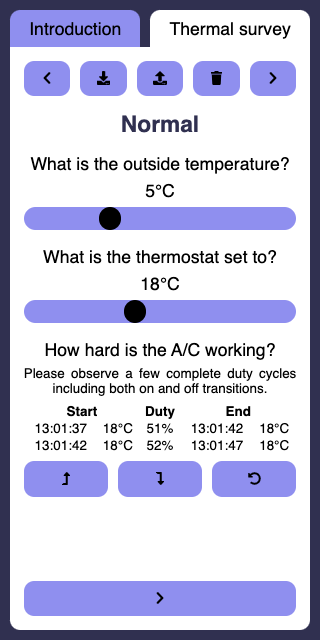 Introduction
Thermal survey
Normal
What is the outside temperature?
5°C
What is the thermostat set to?
18°C
How hard is the A/C working?
Please observe a few complete duty cycles
including both on and off transitions.
Start Duty End
13:01:37 18°C 51% 13:01:42 18°C
13:01:42 18°C 52% 13:01:47 18°C